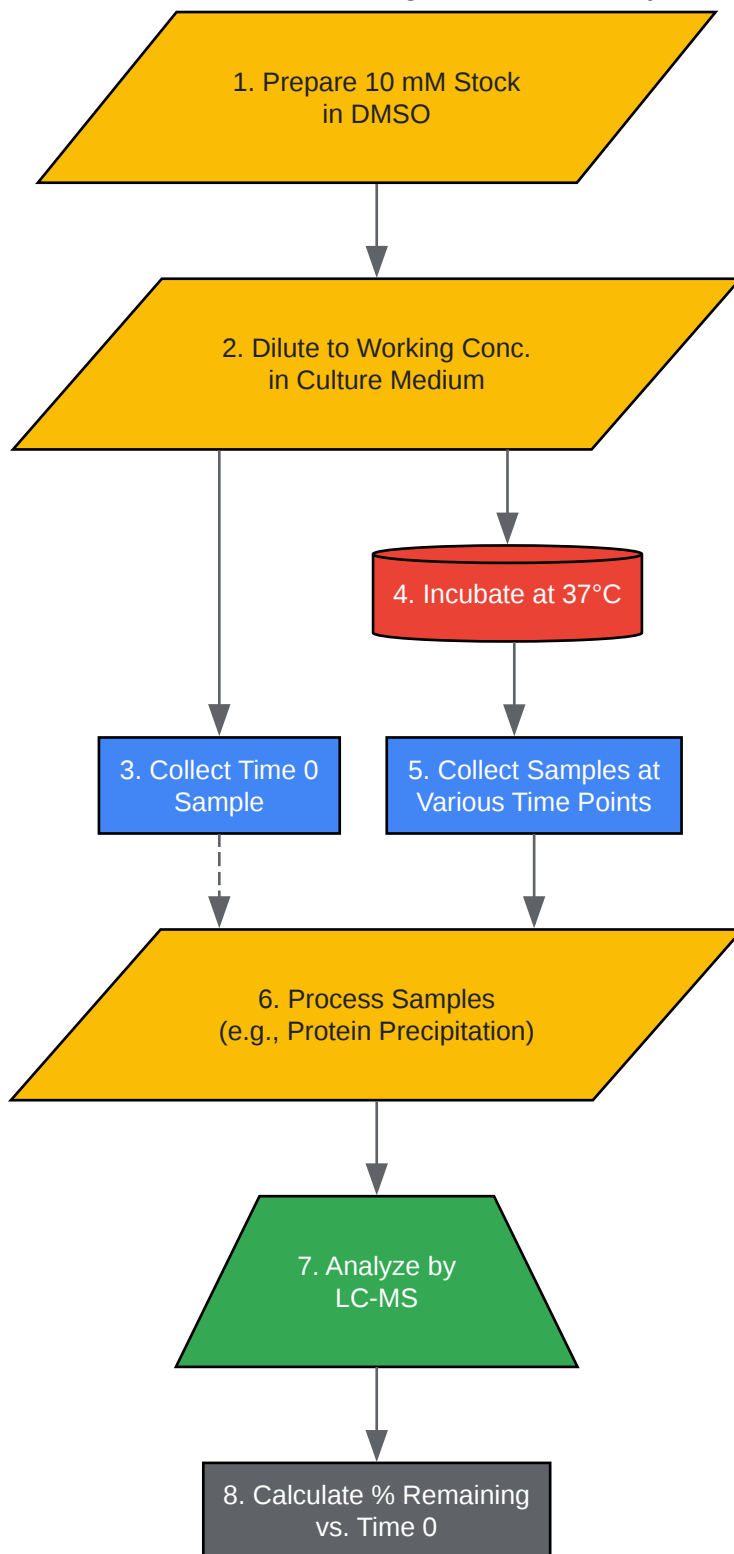 1. Prepare 10 mM Stock
in DMSO
2. Dilute to Working Conc.
in Culture Medium
4. Incubate at 37°C
3. Collect Time 0
Sample
5. Collect Samples at
Various Time Points
6. Process Samples
(e.g., Protein Precipitation)
7. Analyze by
LC-MS
8. Calculate % Remaining
vs. Time 0